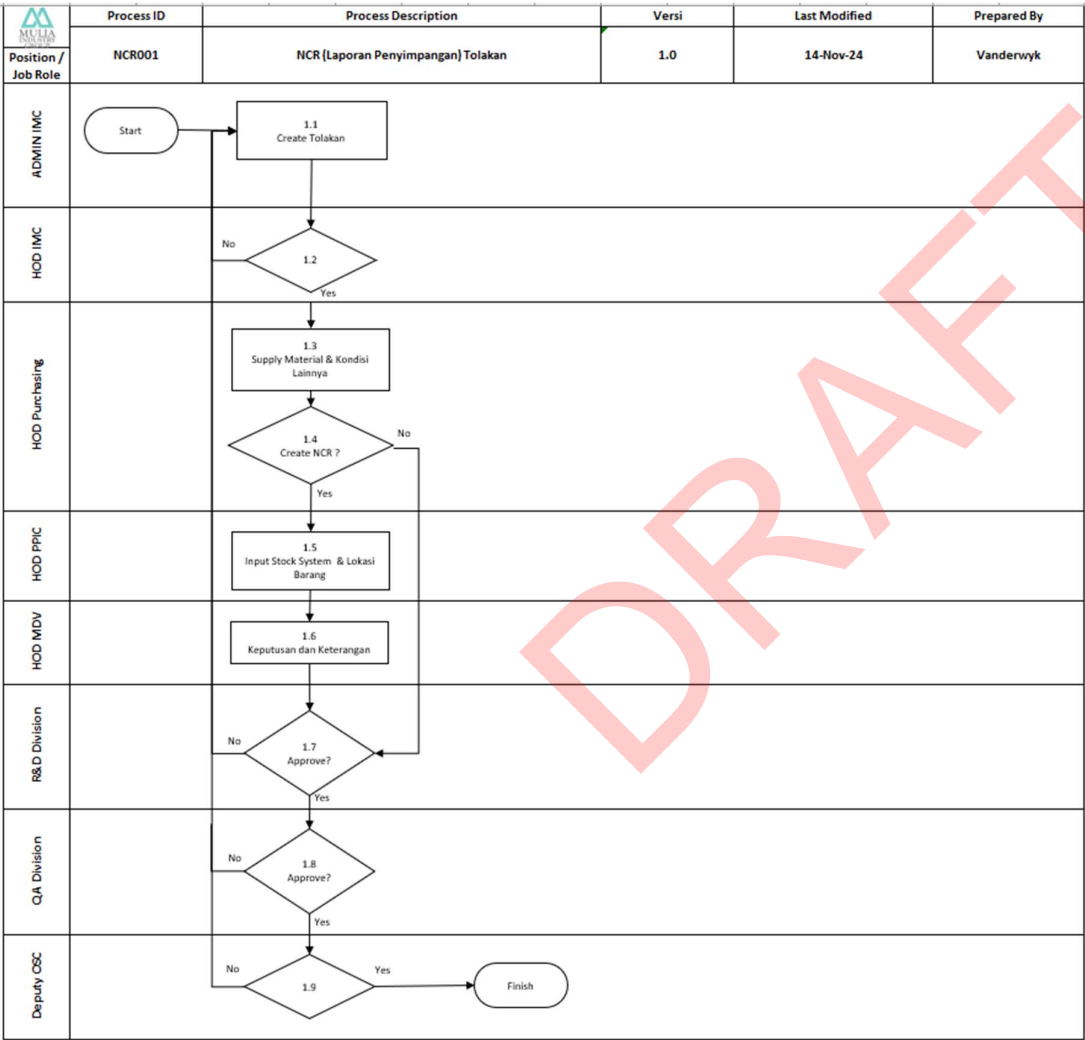 MULIA
INDUSTRY
GROUP
Process ID
Process Description
Versi
Last Modified
Prepared By
Position /
Job Role
NCR001
NCR (Laporan Penyimpangan) Tolakan
1.0
14-Nov-24
Vanderwyk
ADMIN IMC
Start
1.1
Create Tolakan
HOD IMC
No
1.2
Yes
HOD Purchasing
1.3
Supply Material & Kondisi
Lainnya
1.4
Create NCR ?
No
Yes
HOD PPIC
1.5
Input Stock System & Lokasi
Barang
HOD MDV
1.6
Keputusan dan Keterangan
R&D Division
No
1.7
Approve?
Yes
QA Division
No
1.8
Approve?
Yes
Deputy OSC
No
1.9
Yes
Finish
DRAFT